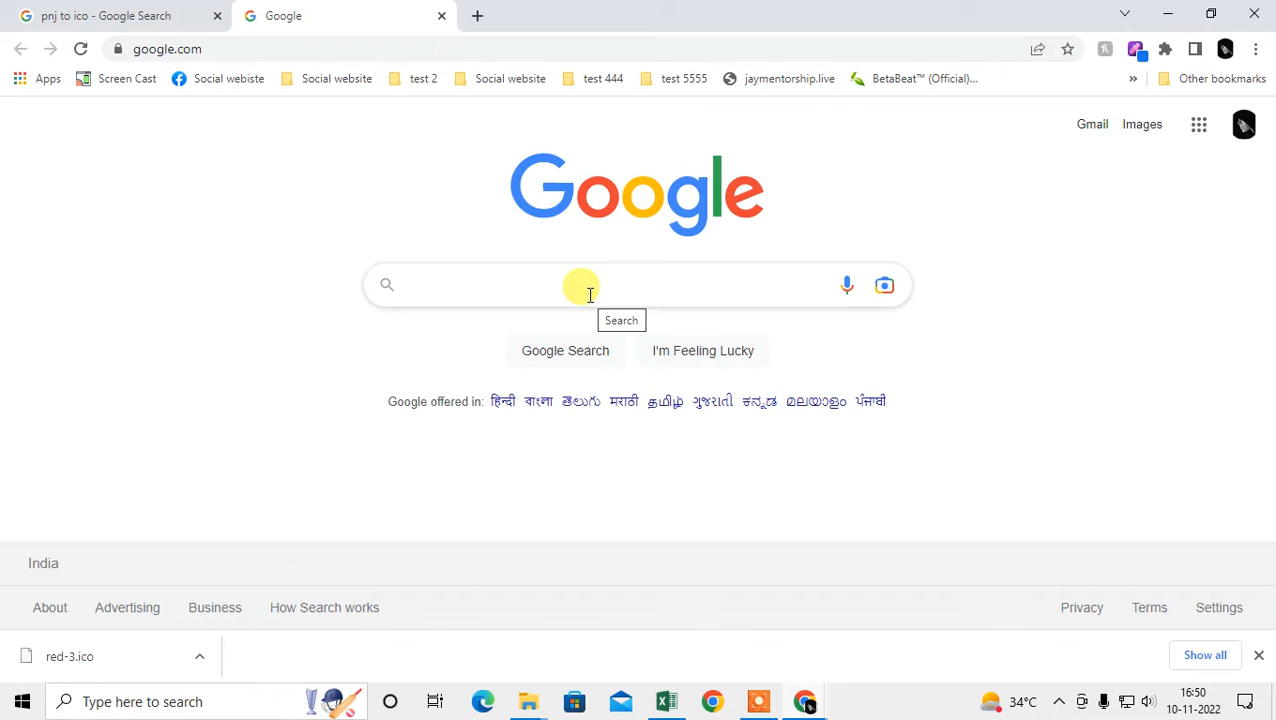 pnj to ico - Google Search
Google
google.com
Apps
Screen Cast
Social webiste
Social website
test 2
Social website
test 444
test 5555
jaymentorship.live
BetaBeat™ (Official)...
»
Other bookmarks
Gmail
Images
Google
Search
Google Search
I'm Feeling Lucky
Google offered in: हिन्दी বাংলা తెలుగు मराठी தமிழ் ગુજરાતી ಕನ್ನಡ മലയാളം ਪੰਜਾਬੀ
India
About
Advertising
Business
How Search works
Privacy
Terms
Settings
red-3.ico
Show all
Type here to search
34°C
16:50
10-11-2022